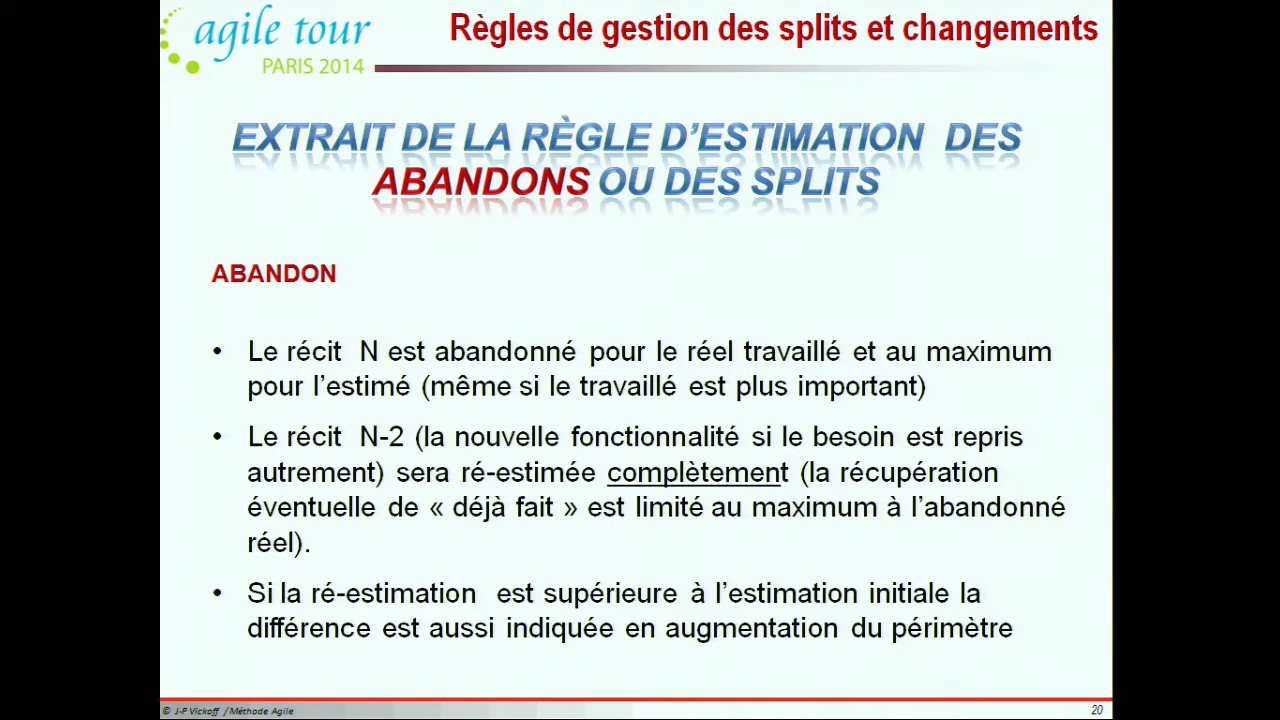 agile tour
PARIS 2014
Règles de gestion des splits et changements
EXTRAIT DE LA RÈGLE D’ESTIMATION DES
ABANDONS OU DES SPLITS
ABANDON
• Le récit N est abandonné pour le réel travaillé et au maximum
pour l’estimé (même si le travaillé est plus important)
• Le récit N-2 (la nouvelle fonctionnalité si le besoin est repris
autrement) sera ré-estimée complètement (la récupération
éventuelle de « déjà fait » est limité au maximum à l’abandonné
réel).
• Si la ré-estimation est supérieure à l’estimation initiale la
différence est aussi indiquée en augmentation du périmètre
© J-P Vickoff / Méthode Agile
20